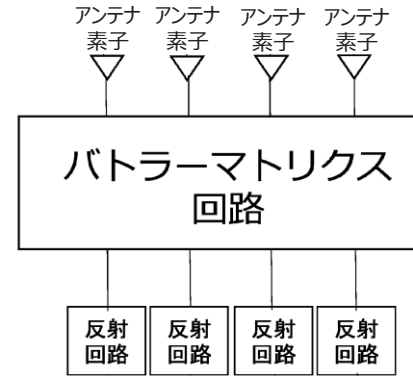 アンテナ アンテナ アンテナ アンテナ
素子 素子 素子 素子
バトラーマトリクス
回路
反射 反射 反射 反射
回路 回路 回路 回路